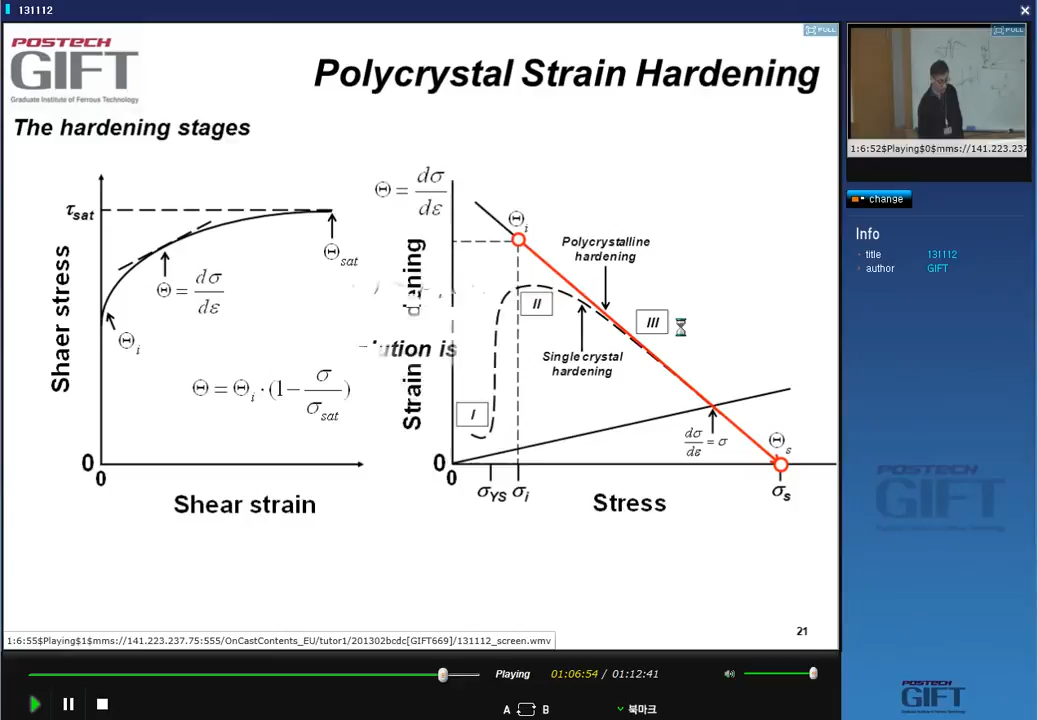 131112
POSTECH
GIFT
Graduate Institute of Ferrous Technology
Polycrystal Strain Hardening
The hardening stages
τsat
Θsat
Θ = dσ/dε
Θi
Θ = Θi · (1 − σ/σsat)
Shaer stress
0
0
Shear strain
Θ = dσ/dε
Θi
Polycrystalline
hardening
II
III
Single crystal
hardening
I
Strain
dening
ution is
dσ/dε = σ
Θs
0
0
σYS
σi
σs
Stress
21
1:6:55$Playing$1$mms://141.223.237.75:555/OnCastContents_EU/tutor1/201302bcdc[GIFT669]/131112_screen.wmv
Playing
01:06:54 / 01:12:41
A
B
북마크
FULL
FULL
1:6:52$Playing$0$mms://141.223.237
change
Info
title 131112
author GIFT
POSTECH
GIFT
POSTECH
GIFT